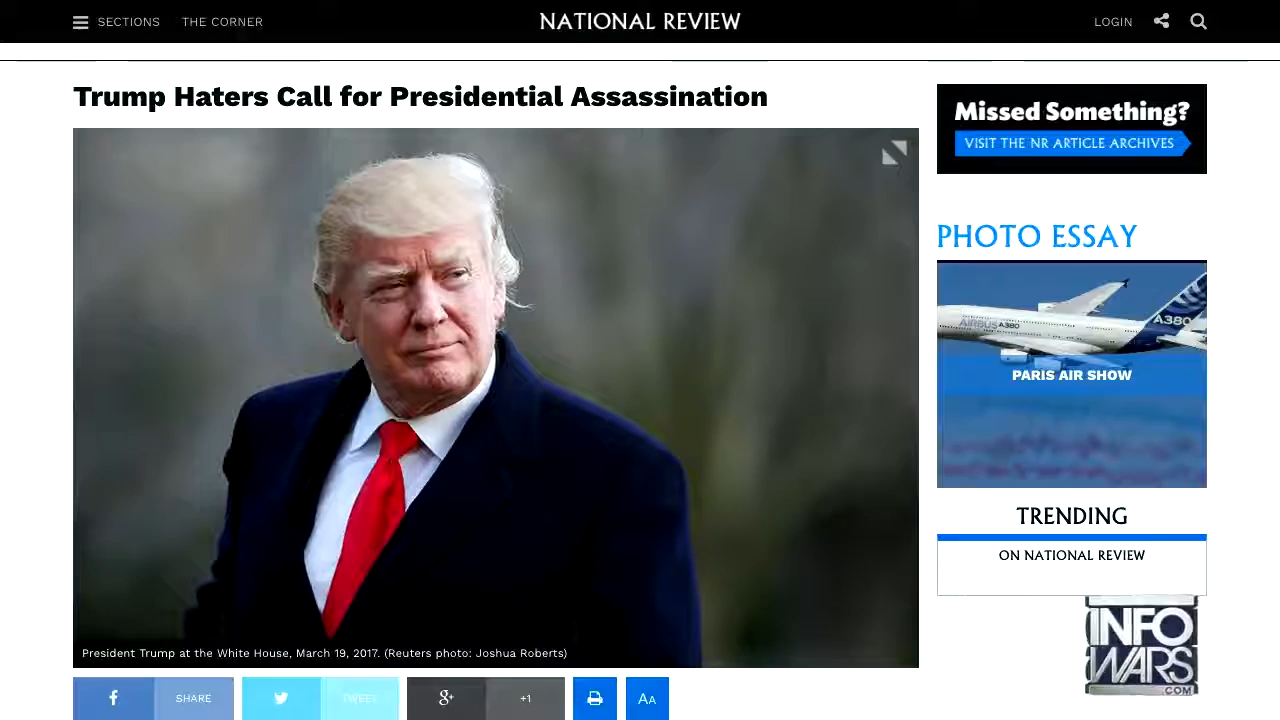 SECTIONS
THE CORNER
NATIONAL REVIEW
LOGIN
Trump Haters Call for Presidential Assassination
Missed Something?
VISIT THE NR ARTICLE ARCHIVES
PHOTO ESSAY
AIRBUS A380
A380
PARIS AIR SHOW
TRENDING
ON NATIONAL REVIEW
President Trump at the White House, March 19, 2017. (Reuters photo: Joshua Roberts)
SHARE
TWEET
g+
+1
AA
INFO
WARS
.COM